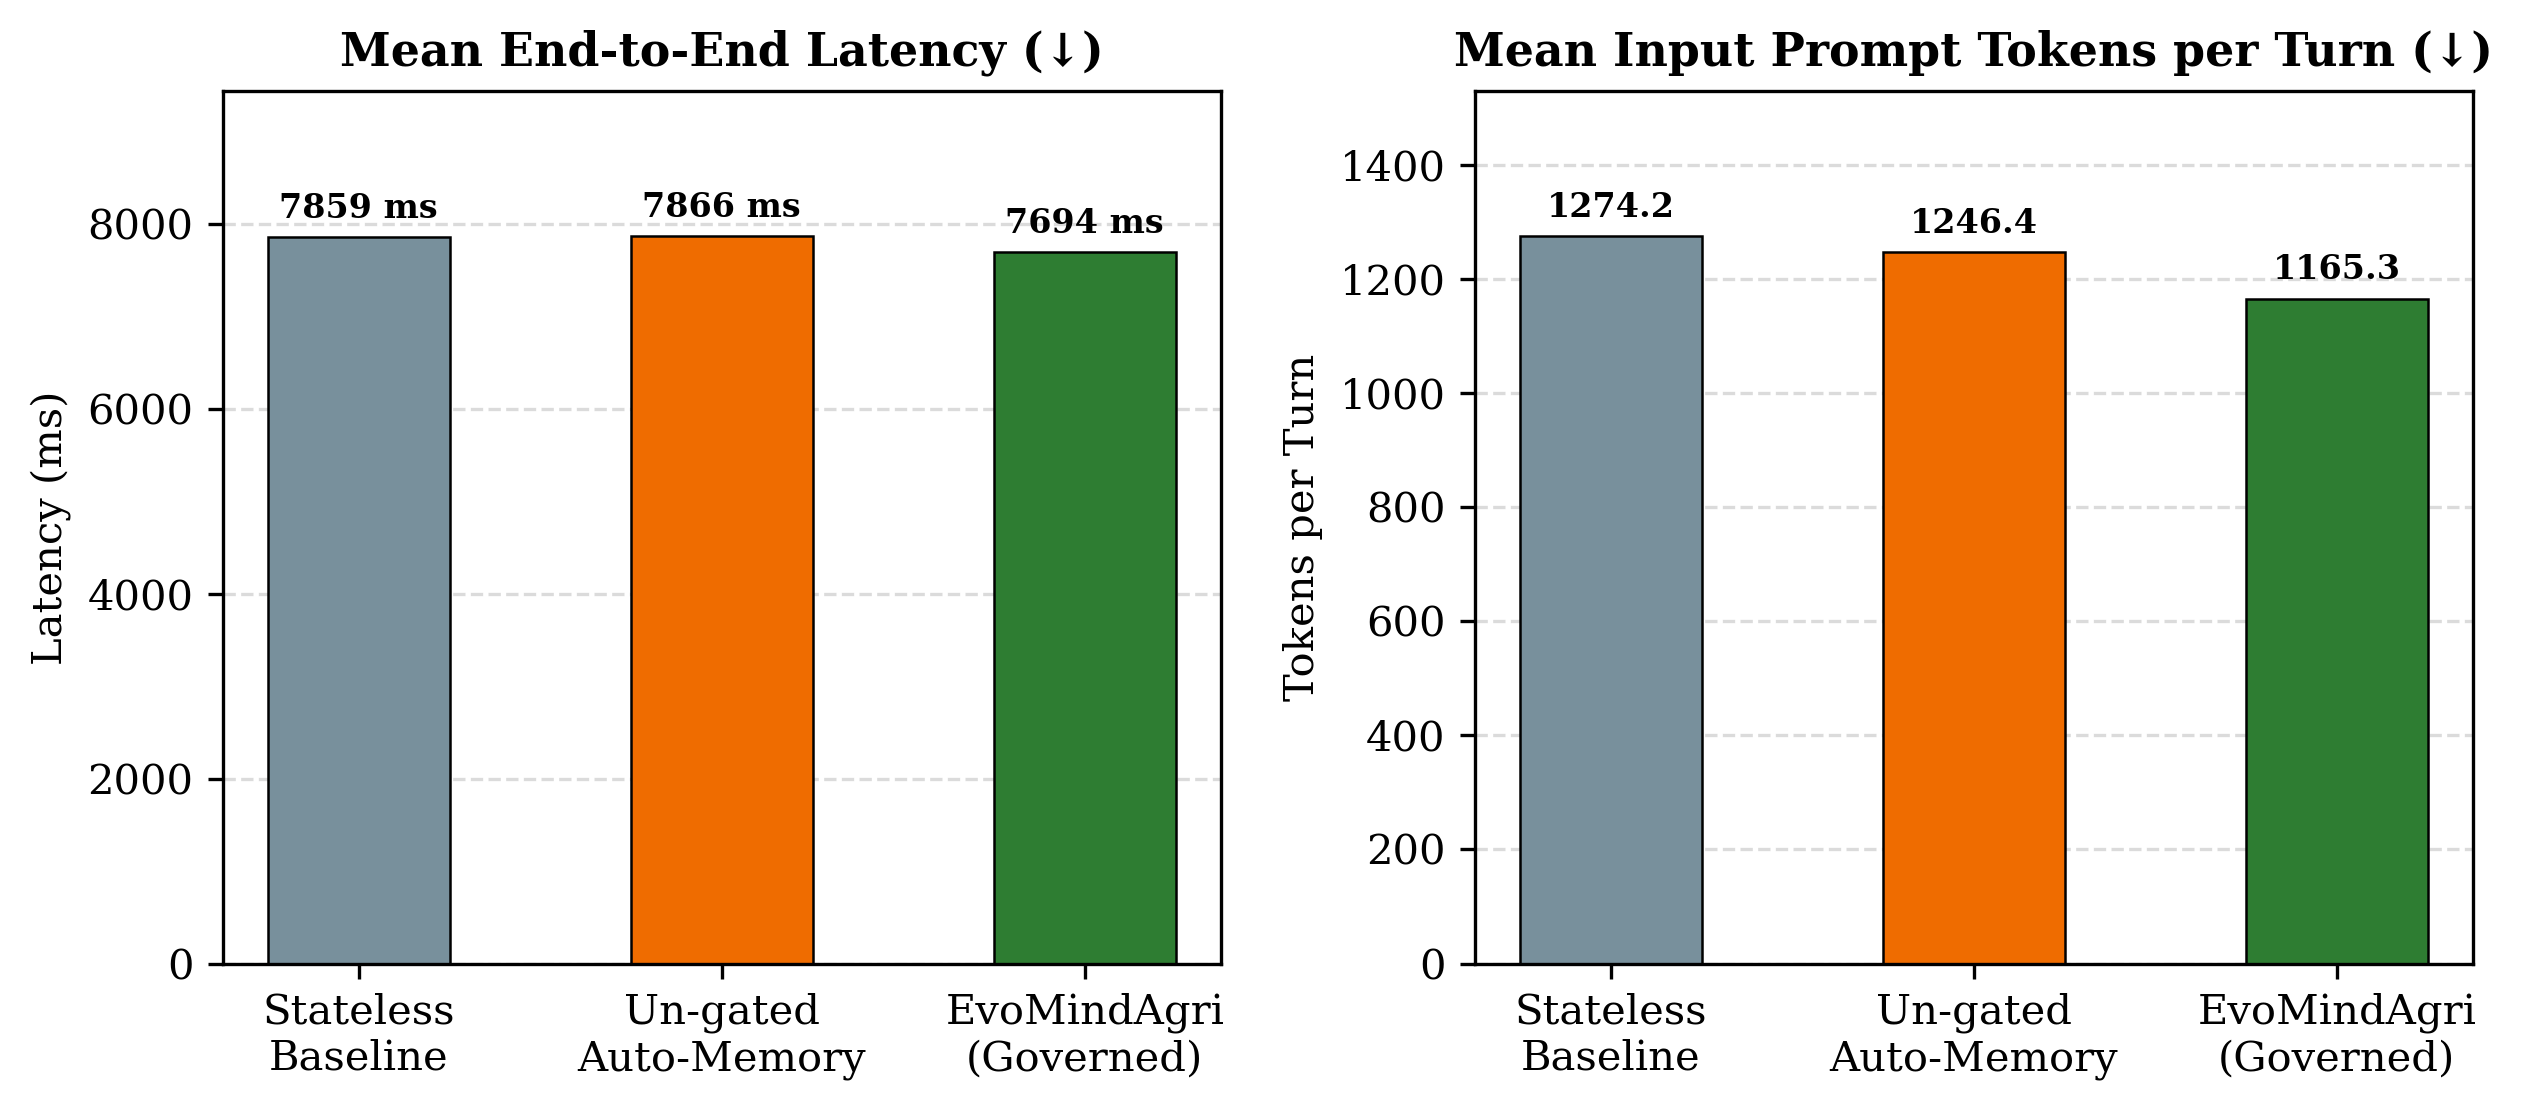 Mean End-to-End Latency (↓)
Latency (ms)
8000
6000
4000
2000
0
7859 ms
7866 ms
7694 ms
Stateless
Baseline
Un-gated
Auto-Memory
EvoMindAgri
(Governed)
Mean Input Prompt Tokens per Turn (↓)
Tokens per Turn
1400
1200
1000
800
600
400
200
0
1274.2
1246.4
1165.3
Stateless
Baseline
Un-gated
Auto-Memory
EvoMindAgri
(Governed)